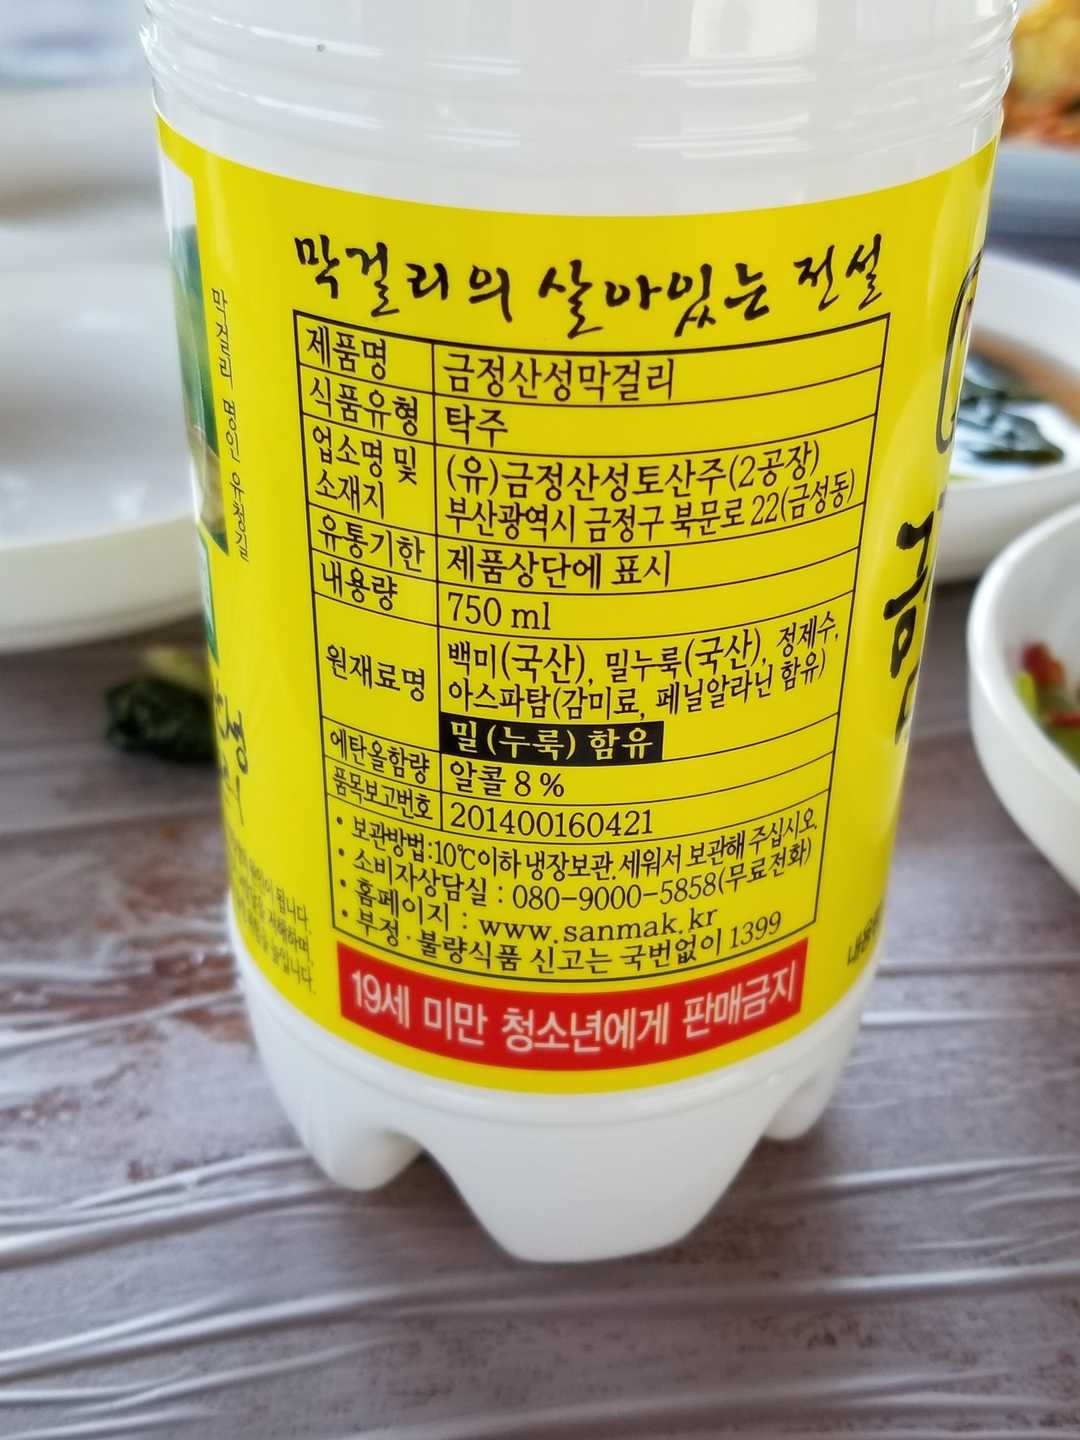 막걸리의 살아있는 전설
제품명 금정산성막걸리
식품유형 탁주
업소명 및 소재지 (유)금정산성토산주(2공장)
부산광역시 금정구 북문로 22(금성동)
유통기한 제품상단에 표시
내용량 750 ml
원재료명 백미(국산), 밀누룩(국산), 정제수,
아스파탐(감미료, 페닐알라닌 함유)
밀(누룩) 함유
에탄올함량 알콜 8%
품목보고번호 201400160421
• 보관방법:10℃이하 냉장보관. 세워서 보관해 주십시오.
• 소비자상담실 : 080-9000-5858(무료전화)
• 홈페이지 : www.sanmak.kr
• 부정·불량식품 신고는 국번없이 1399
19세 미만 청소년에게 판매금지
막걸리 명인 유청길
금